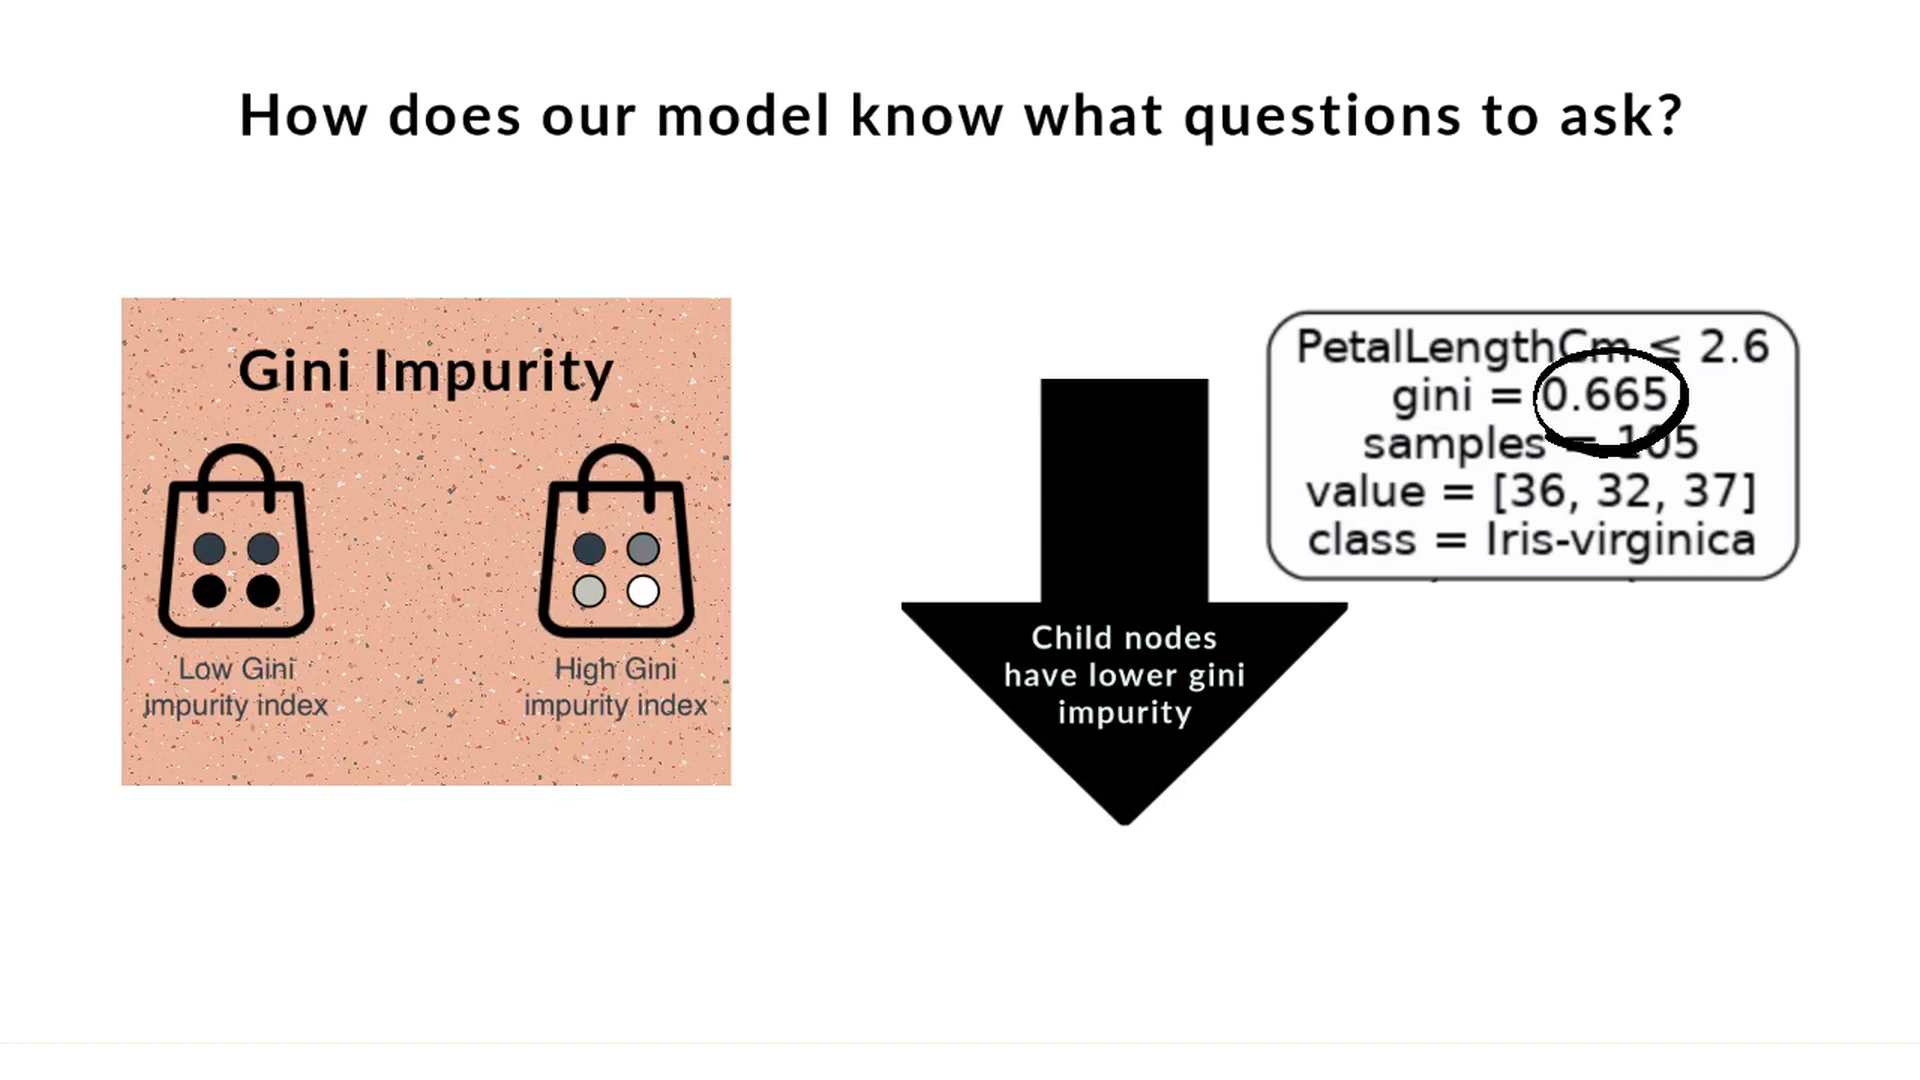 How does our model know what questions to ask?
Gini Impurity
Low Gini
impurity index
High Gini
impurity index
Child nodes
have lower gini
impurity
PetalLengthCm ≤ 2.6
gini = 0.665
samples = 105
value = [36, 32, 37]
class = Iris-virginica